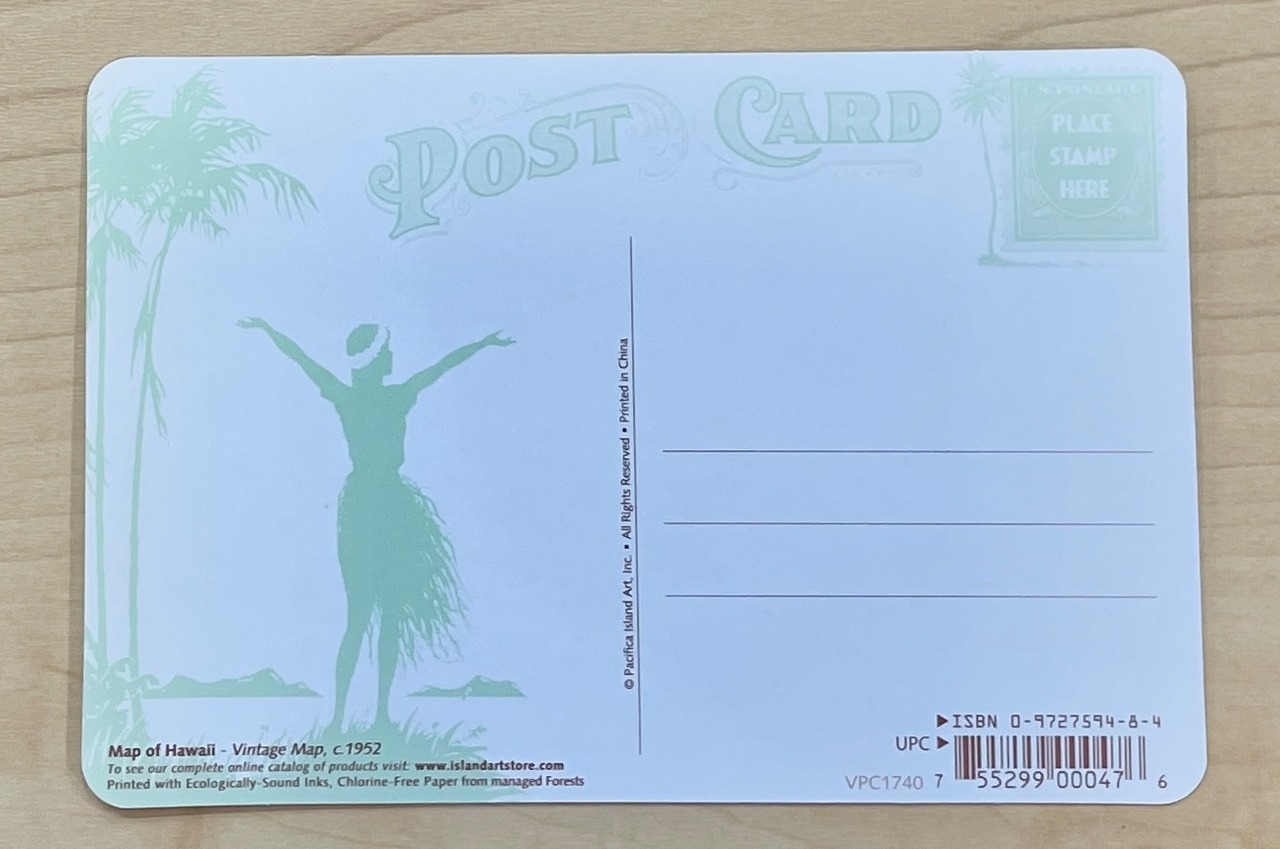 POST CARD
U.S. POSTAGE
PLACE
STAMP
HERE
© Pacifica Island Art, Inc. • All Rights Reserved • Printed in China
Map of Hawaii - Vintage Map, c.1952
To see our complete online catalog of products visit: www.islandartstore.com
Printed with Ecologically-Sound Inks, Chlorine-Free Paper from managed Forests
ISBN 0-9727594-8-4
UPC
VPC1740 7 55299 00047 6